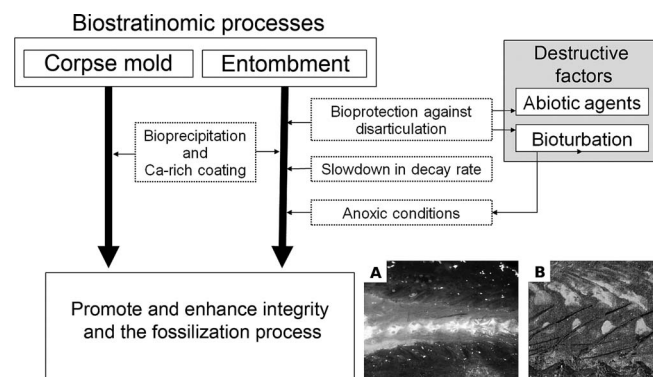 Biostratinomic processes
Corpse mold
Entombment
Destructive
factors
Abiotic agents
Bioturbation
Bioprotection against
disarticulation
Bioprecipitation
and
Ca-rich coating
Slowdown in decay rate
Anoxic conditions
Promote and enhance integrity
and the fossilization process
A
B